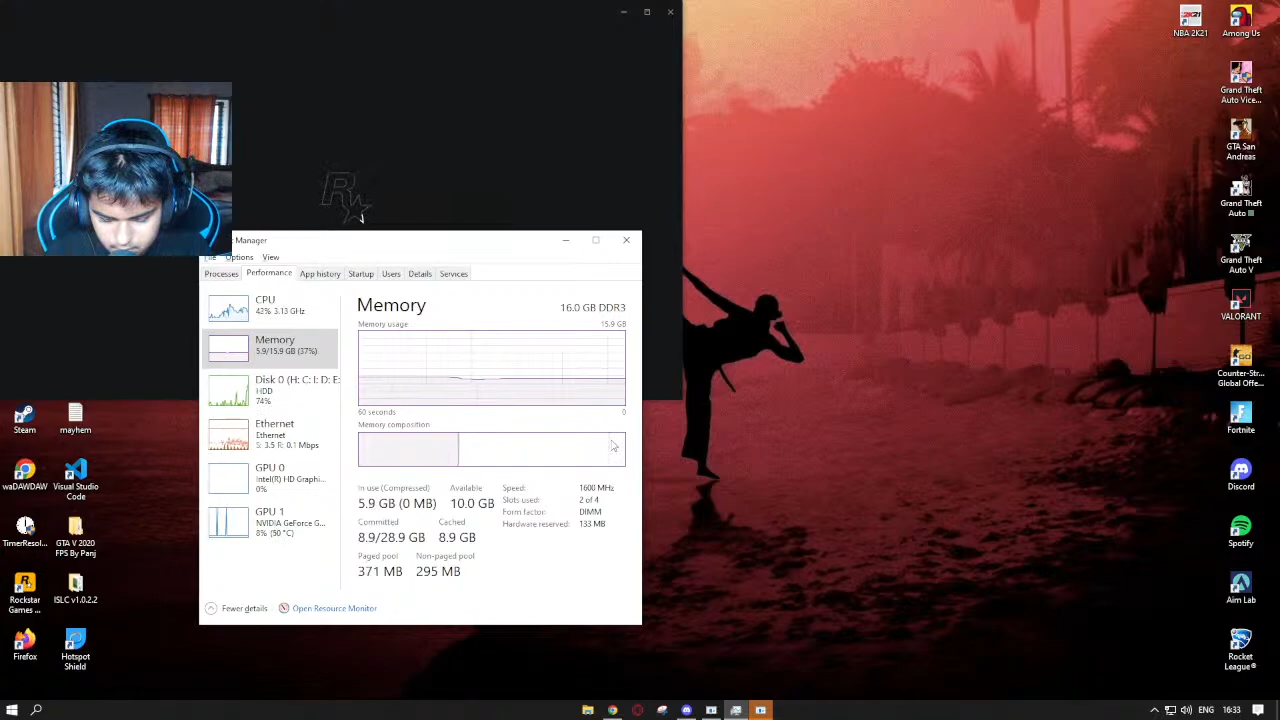 NBA 2K21
Among Us
Grand Theft
Auto Vice...
GTA San
Andreas
Grand Theft
Auto III
Grand Theft
Auto V
VALORANT
Counter-Str...
Global Offe...
Fortnite
Discord
Spotify
Aim Lab
Rocket
League®
Steam
mayhem
waDAWDAW
Visual Studio
Code
TimerResol...
GTA V 2020
FPS By Panj
Rockstar
Games ...
ISLC v1.0.2.2
Firefox
Hotspot
Shield
Manager
Options View
Processes Performance App history Startup Users Details Services
CPU
42% 3.13 GHz
Memory
5.9/15.9 GB (37%)
Disk 0 (H: C: I: D: E:
HDD
74%
Ethernet
Ethernet
S: 3.5 R: 0.1 Mbps
GPU 0
Intel(R) HD Graphi...
0%
GPU 1
NVIDIA GeForce G...
8% (50 °C)
Memory 16.0 GB DDR3
Memory usage 15.9 GB
60 seconds 0
Memory composition
In use (Compressed) Available
5.9 GB (0 MB) 10.0 GB
Committed Cached
8.9/28.9 GB 8.9 GB
Paged pool Non-paged pool
371 MB 295 MB
Speed: 1600 MHz
Slots used: 2 of 4
Form factor: DIMM
Hardware reserved: 133 MB
Fewer details Open Resource Monitor
ENG 16:33